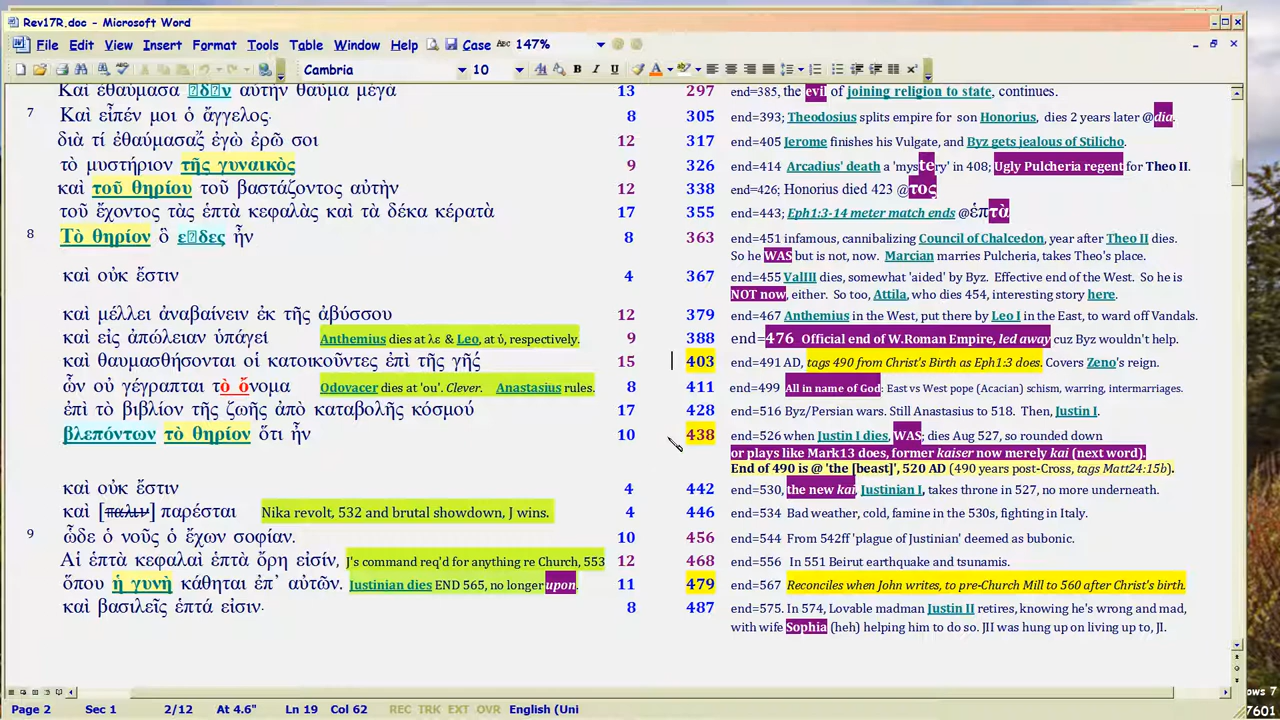 Rev17R.doc - Microsoft Word
File Edit View Insert Format Tools Table Window Help Case 147%
Cambria 10
Καὶ ἐθαύμασα αὐτὴν θαῦμα μέγα 13 297 end=385, the evil of joining religion to state, continues.
7 Καὶ εἶπέν μοι ὁ ἄγγελος· 8 305 end=393; Theodosius splits empire for son Honorius, dies 2 years later @dia.
διὰ τί ἐθαύμασας ἐγὼ ἐρῶ σοι 12 317 end=405 Jerome finishes his Vulgate, and Byz gets jealous of Stilicho.
τὸ μυστήριον τῆς γυναικὸς 9 326 end=414 Arcadius' death a 'mystery' in 408; Ugly Pulcheria regent for Theo II.
καὶ τοῦ θηρίου τοῦ βαστάζοντος αὐτὴν 12 338 end=426; Honorius died 423 @τος
τοῦ ἔχοντος τὰς ἑπτὰ κεφαλὰς καὶ τὰ δέκα κέρατὰ 17 355 end=443; Eph1:3-14 meter match ends @ἑπτὰ
8 Τὸ θηρίον ὃ ε𝥷δες ἦν 8 363 end=451 infamous, cannibalizing Council of Chalcedon, year after Theo II dies.
So he WAS but is not, now. Marcian marries Pulcheria, takes Theo's place.
καὶ οὐκ ἔστιν 4 367 end=455 ValIII dies, somewhat 'aided' by Byz. Effective end of the West. So he is
NOT now, either. So too, Attila, who dies 454, interesting story here.
καὶ μέλλει ἀναβαίνειν ἐκ τῆς ἀβύσσου 12 379 end=467 Anthemius in the West, put there by Leo I in the East, to ward off Vandals.
καὶ εἰς ἀπόλειαν ὑπάγεί Anthemius dies at λε & Leo, at ύ, respectively. 9 388 end=476 Official end of W.Roman Empire, led away cuz Byz wouldn't help.
καὶ θαυμασθήσονται οἱ κατοικοῦντες ἐπὶ τῆς γῆς 15 403 end=491 AD, tags 490 from Christ's Birth as Eph1:3 does. Covers Zeno's reign.
ὧν οὐ γέγραπται τὸ ὄνομα Odovacer dies at 'ou'. Clever. Anastasius rules. 8 411 end=499 All in name of God: East vs West pope (Acacian) schism, warring, intermarriages.
ἐπὶ τὸ βιβλίον τῆς ζωῆς ἀπὸ καταβολῆς κόσμού 17 428 end=516 Byz/Persian wars. Still Anastasius to 518. Then, Justin I.
βλεπόντων τὸ θηρίον ὅτι ἦν 10 438 end=526 when Justin I dies, WAS; dies Aug 527, so rounded down
or plays like Mark13 does, former kaiser now merely kai (next word).
End of 490 is @ 'the [beast]', 520 AD (490 years post-Cross, tags Matt24:15b).
καὶ οὐκ ἔστιν 4 442 end=530, the new kai, Justinian I, takes throne in 527, no more underneath.
καὶ [παλιν] παρέσται Nika revolt, 532 and brutal showdown, J wins. 4 446 end=534 Bad weather, cold, famine in the 530s, fighting in Italy.
9 ὧδε ὁ νοῦς ὁ ἔχων σοφίαν. 10 456 end=544 From 542ff 'plague of Justinian' deemed as bubonic.
Αἱ ἑπτὰ κεφαλαὶ ἑπτὰ ὄρη εἰσίν, J's command req'd for anything re Church, 553 12 468 end=556 In 551 Beirut earthquake and tsunamis.
ὅπου ἡ γυνὴ κάθηται ἐπ᾽ αὐτῶν. Justinian dies END 565, no longer upon. 11 479 end=567 Reconciles when John writes, to pre-Church Mill to 560 after Christ's birth.
καὶ βασιλεῖς ἑπτά εἰσιν· 8 487 end=575. In 574, Lovable madman Justin II retires, knowing he's wrong and mad,
with wife Sophia (heh) helping him to do so. JII was hung up on living up to, JI.
Page 2 Sec 1 2/12 At 4.6" Ln 19 Col 62 REC TRK EXT OVR English (Uni
ows 7
7601